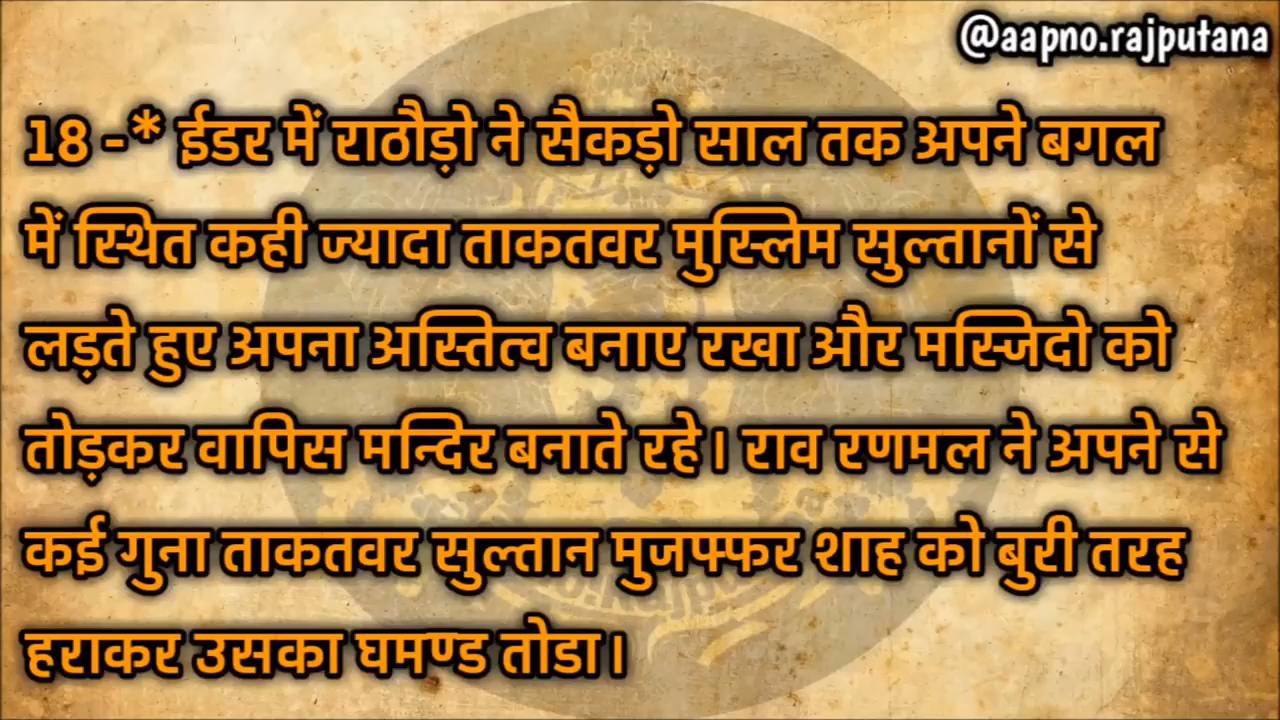 @aapno.rajputana
18 -* ईडर में राठौड़ो ने सैकड़ो साल तक अपने बगल
में स्थित कही ज्यादा ताकतवर मुस्लिम सुल्तानों से
लड़ते हुए अपना अस्तित्व बनाए रखा और मस्जिदो को
तोड़कर वापिस मन्दिर बनाते रहे। राव रणमल ने अपने से
कई गुना ताकतवर सुल्तान मुजफ्फर शाह को बुरी तरह
हराकर उसका घमण्ड तोडा।